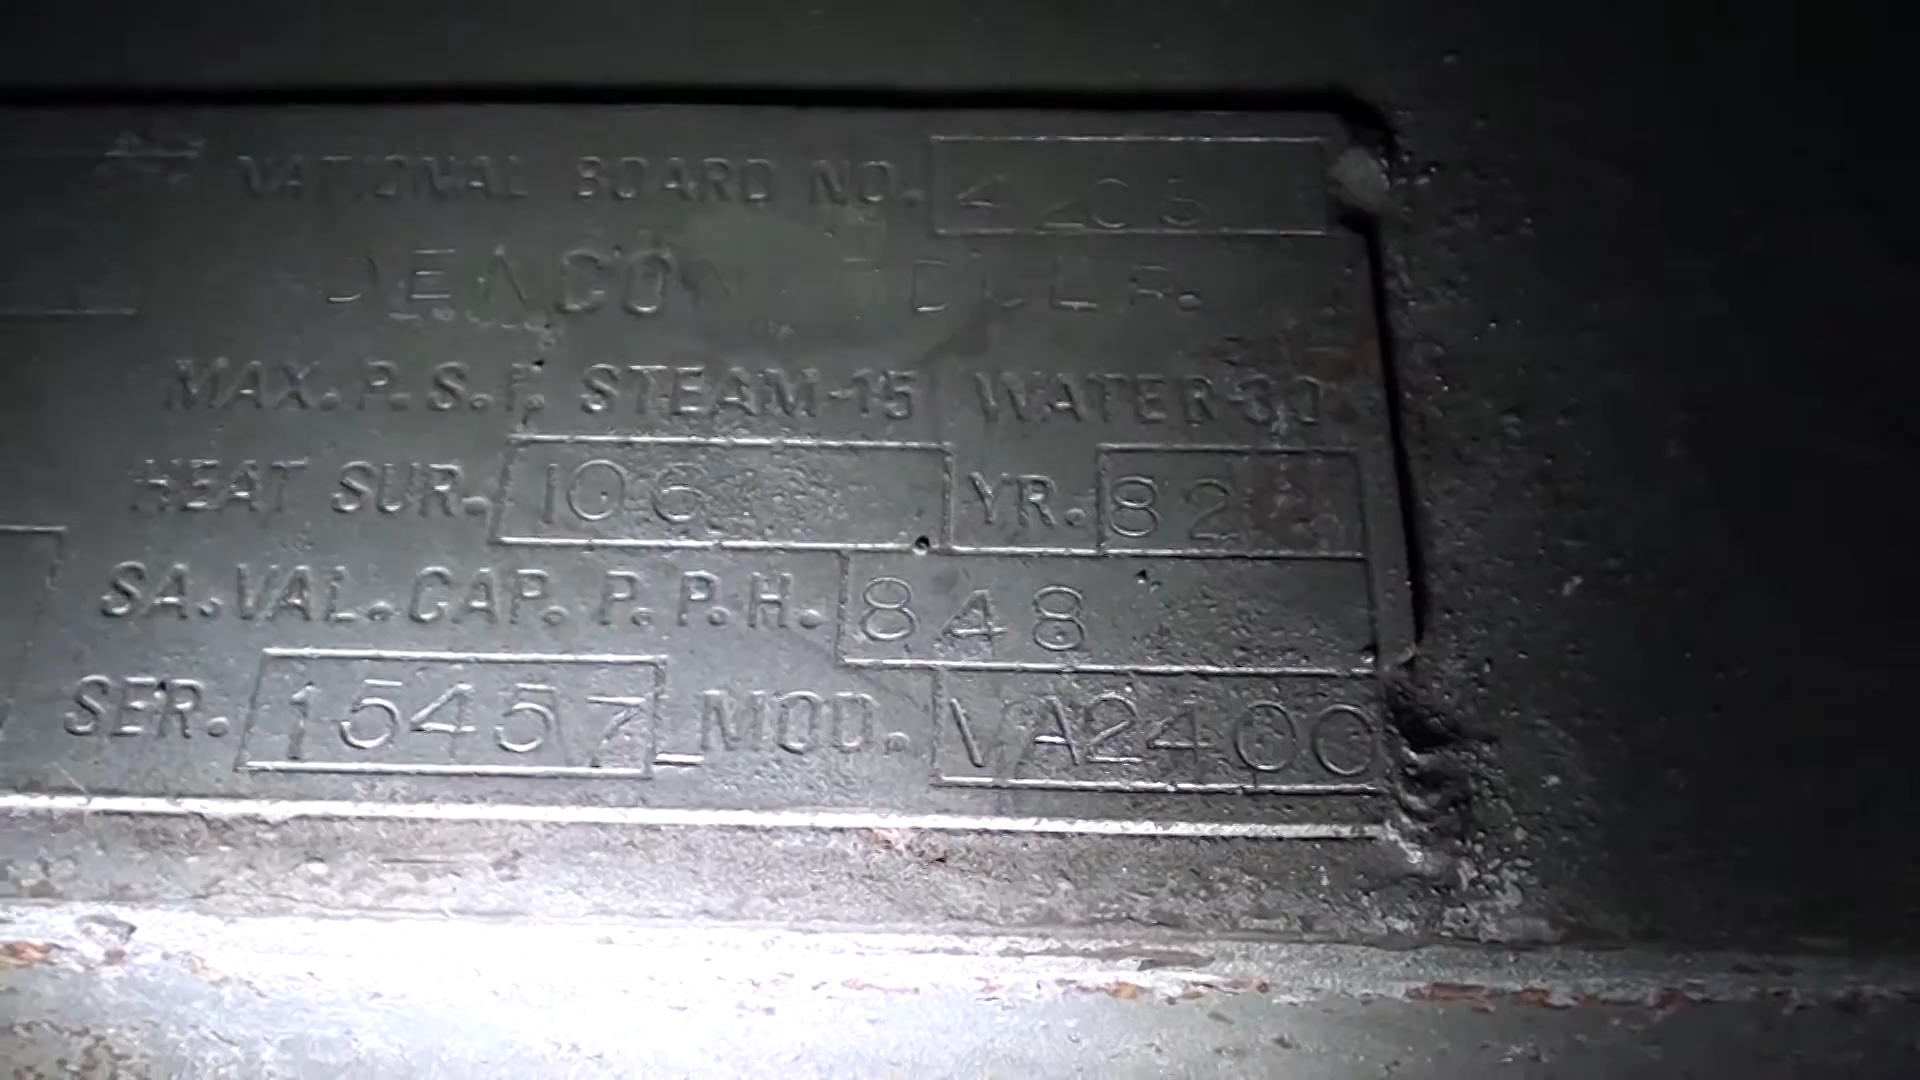 NATIONAL BOARD NO. 4205
MAX. P.S.I. STEAM-15 WATER-30
HEAT SUR. 106 YR. 82
SA. VAL. CAP. P.P.H. 848
SER. 15457 MOD. VA2400